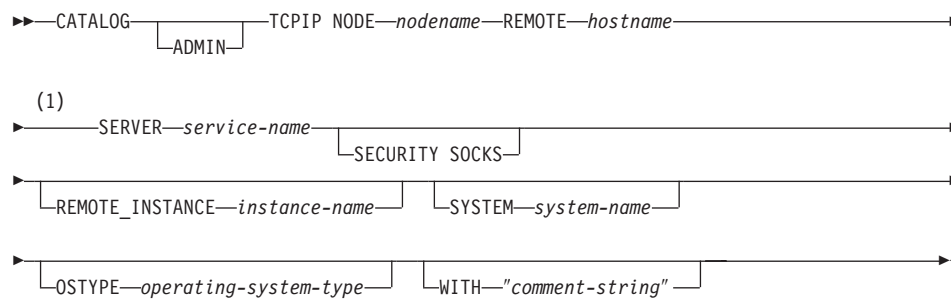 CATALOG ADMIN TCPIP NODE nodename REMOTE hostname
(1)
SERVER service-name SECURITY SOCKS
REMOTE_INSTANCE instance-name SYSTEM system-name
OSTYPE operating-system-type WITH "comment-string"